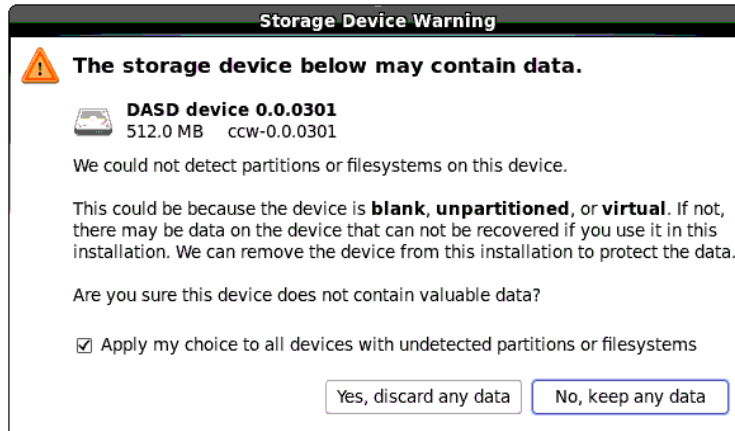 Storage Device Warning
The storage device below may contain data.
DASD device 0.0.0301
512.0 MB ccw-0.0.0301
We could not detect partitions or filesystems on this device.
This could be because the device is blank, unpartitioned, or virtual. If not,
there may be data on the device that can not be recovered if you use it in this
installation. We can remove the device from this installation to protect the data.
Are you sure this device does not contain valuable data?
Apply my choice to all devices with undetected partitions or filesystems
Yes, discard any data
No, keep any data